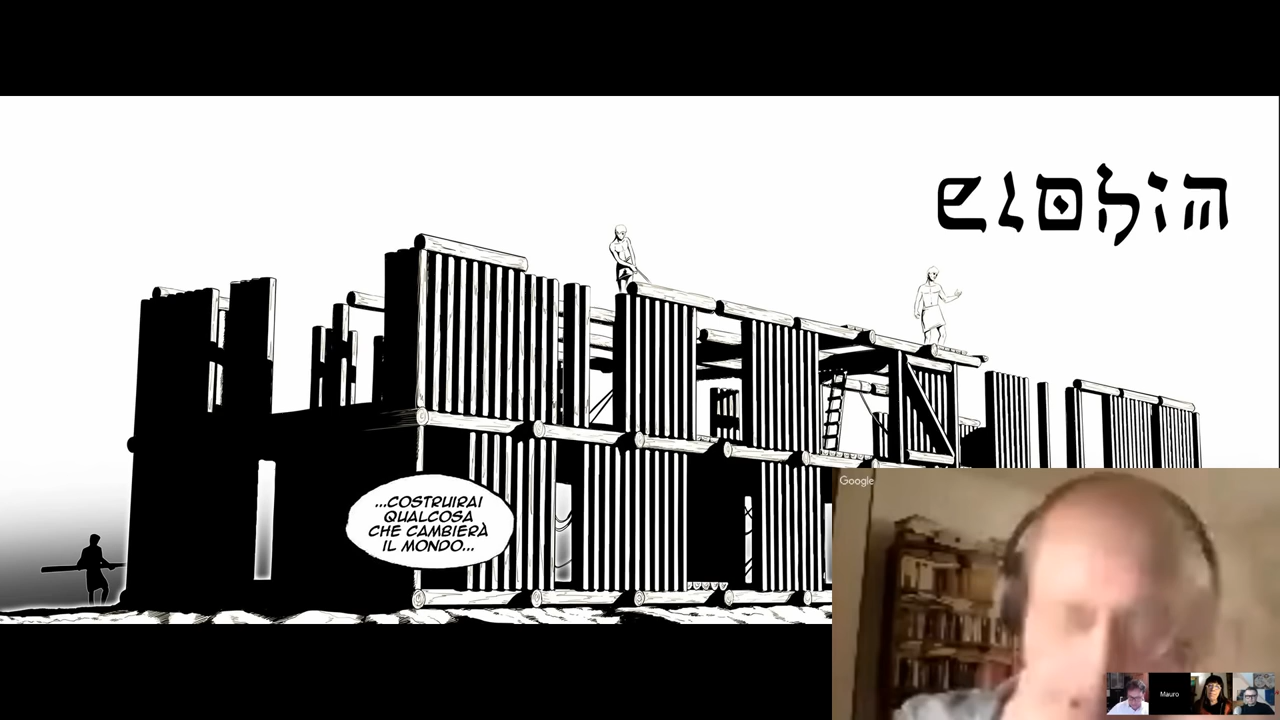 elohim
...COSTRUIRAI
QUALCOSA
CHE CAMBIERÀ
IL MONDO...
Google
Mauro